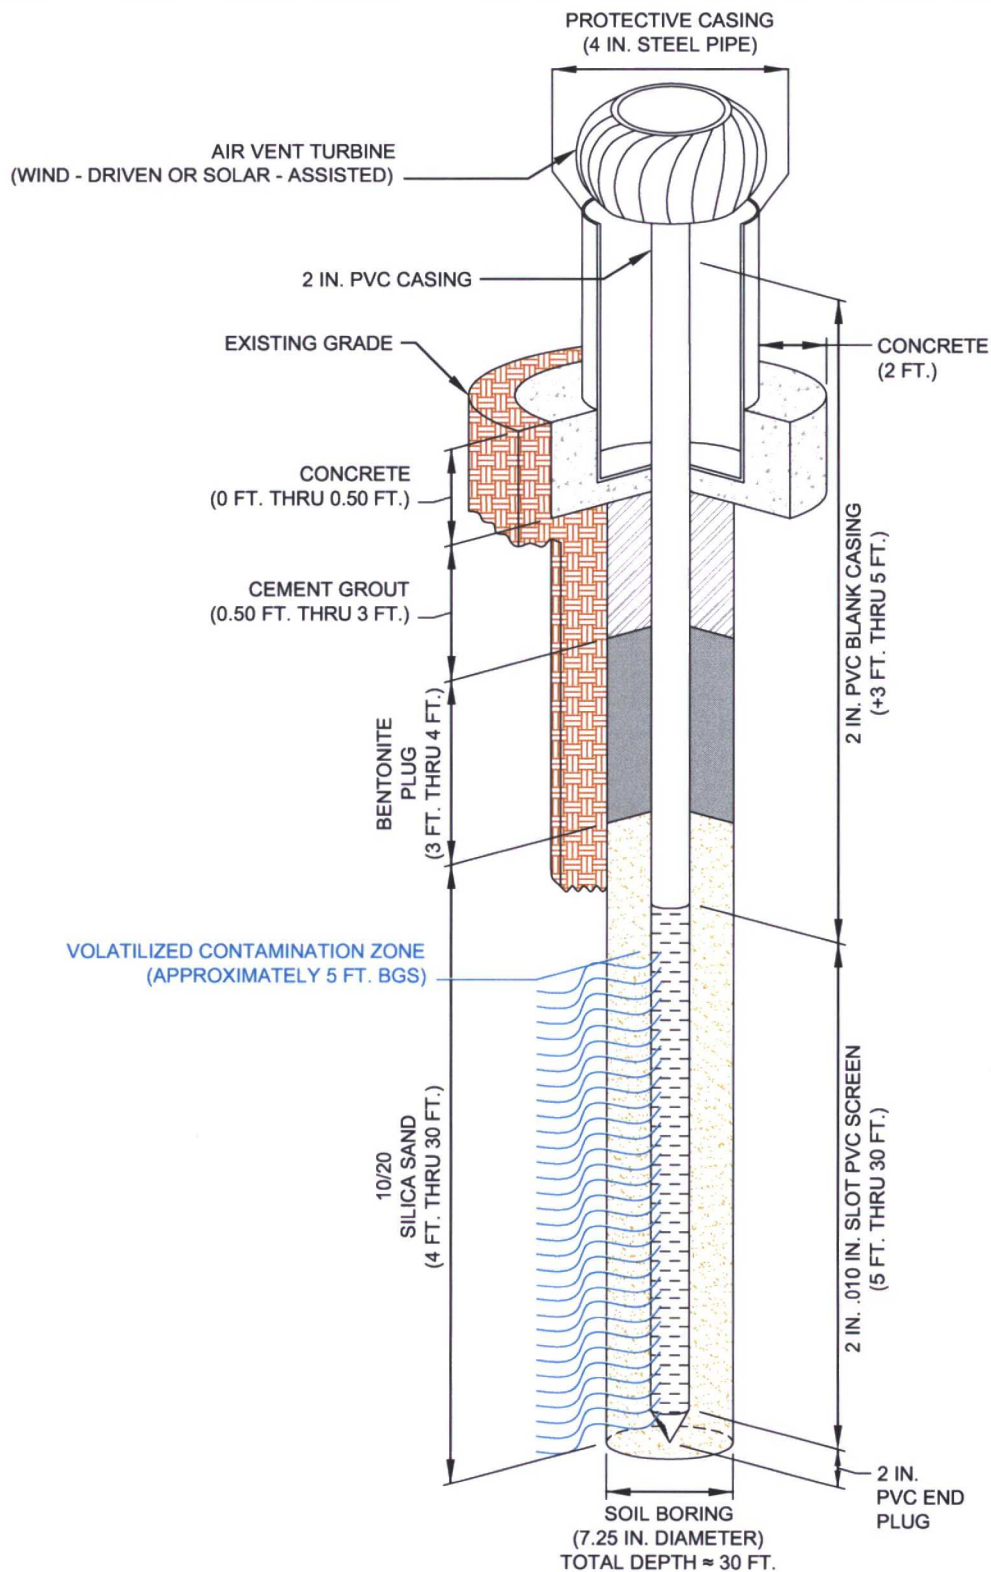 PROTECTIVE CASING
(4 IN. STEEL PIPE)
AIR VENT TURBINE
(WIND - DRIVEN OR SOLAR - ASSISTED)
2 IN. PVC CASING
EXISTING GRADE
CONCRETE
(2 FT.)
CONCRETE
(0 FT. THRU 0.50 FT.)
CEMENT GROUT
(0.50 FT. THRU 3 FT.)
2 IN. PVC BLANK CASING
(+3 FT. THRU 5 FT.)
BENTONITE
PLUG
(3 FT. THRU 4 FT.)
VOLATILIZED CONTAMINATION ZONE
(APPROXIMATELY 5 FT. BGS)
10/20
SILICA SAND
(4 FT. THRU 30 FT.)
2 IN. .010 IN. SLOT PVC SCREEN
(5 FT. THRU 30 FT.)
2 IN.
PVC END
PLUG
SOIL BORING
(7.25 IN. DIAMETER)
TOTAL DEPTH ≈ 30 FT.